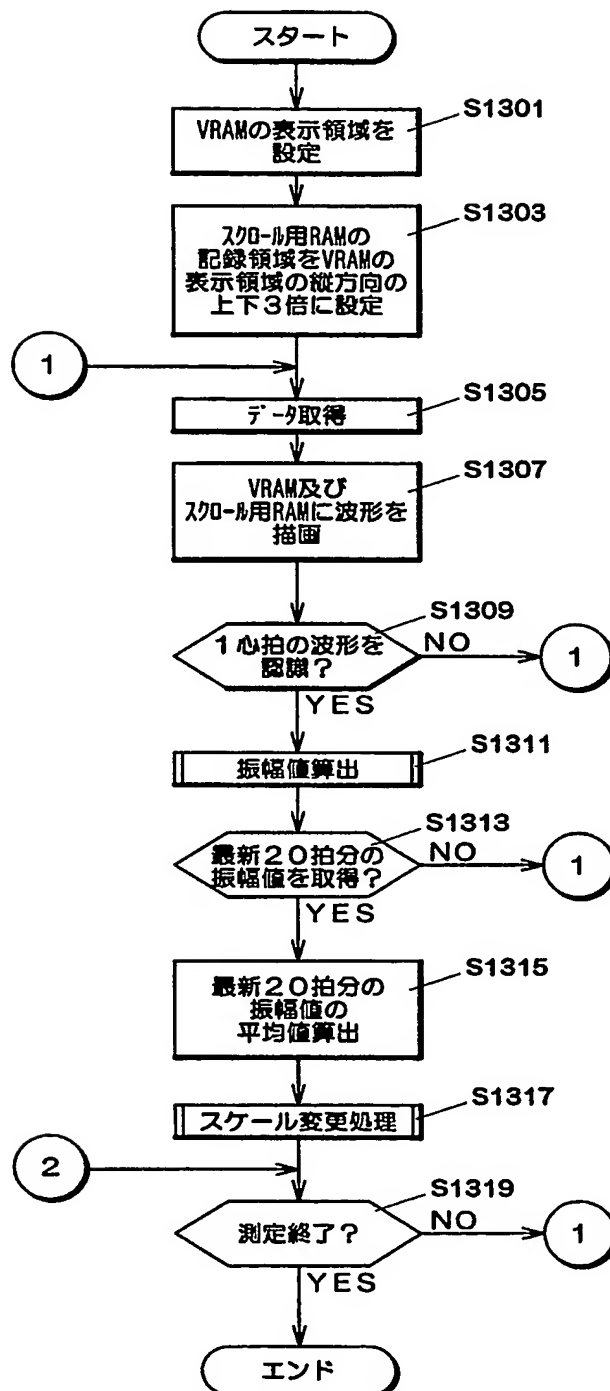 スタート
S1301
VRAMの表示領域を
設定
S1303
ｽｸﾛｰﾙ用RAMの
記録領域をVRAMの
表示領域の縦方向の
上下3倍に設定
1
S1305
ﾃﾞｰﾀ取得
S1307
VRAM及び
ｽｸﾛｰﾙ用RAMに波形を
描画
S1309
1心拍の波形を
認識?
NO
1
YES
S1311
振幅値算出
S1313
最新20拍分の
振幅値を取得?
NO
1
YES
S1315
最新20拍分の
振幅値の
平均値算出
S1317
スケール変更処理
2
S1319
測定終了?
NO
1
YES
エンド